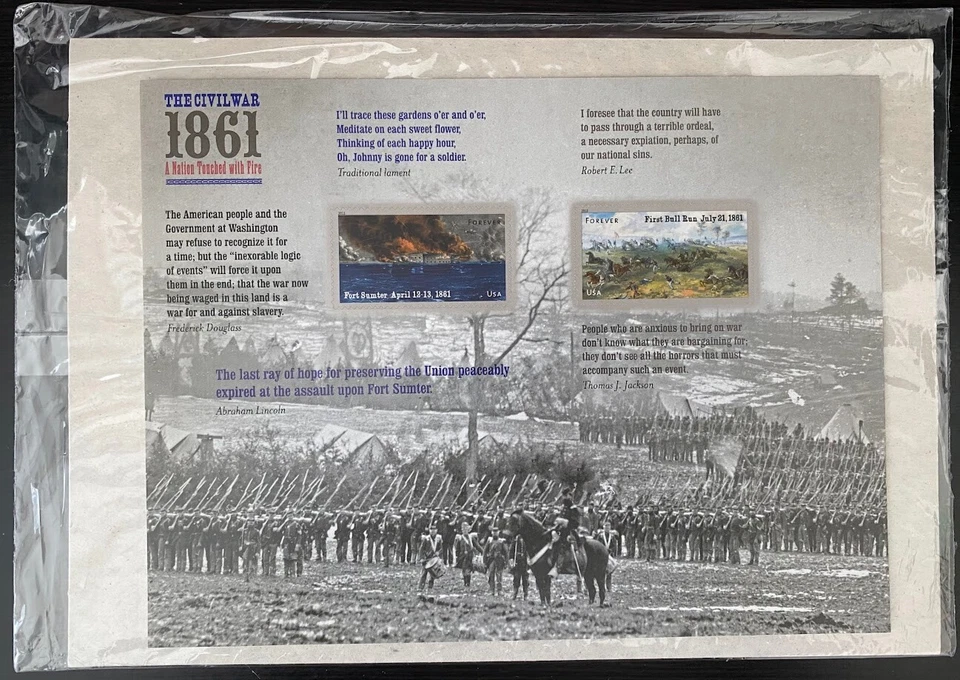 THE CIVIL WAR
1861
A Nation Touched with Fire
I'll trace these gardens o'er and o'er,
Meditate on each sweet flower,
Thinking of each happy hour,
Oh, Johnny is gone for a soldier.
Traditional lament
I foresee that the country will have
to pass through a terrible ordeal,
a necessary expiation, perhaps, of
our national sins.
Robert E. Lee
The American people and the
Government at Washington
may refuse to recognize it for
a time; but the "inexorable logic
of events" will force it upon
them in the end; that the war now
being waged in this land is a
war for and against slavery.
Frederick Douglass
FOREVER
Fort Sumter April 12-13, 1861
USA
FOREVER
First Bull Run July 21, 1861
USA
People who are anxious to bring on war
don't know what they are bargaining for;
they don't see all the horrors that must
accompany such an event.
Thomas J. Jackson
The last ray of hope for preserving the Union peaceably
expired at the assault upon Fort Sumter.
Abraham Lincoln